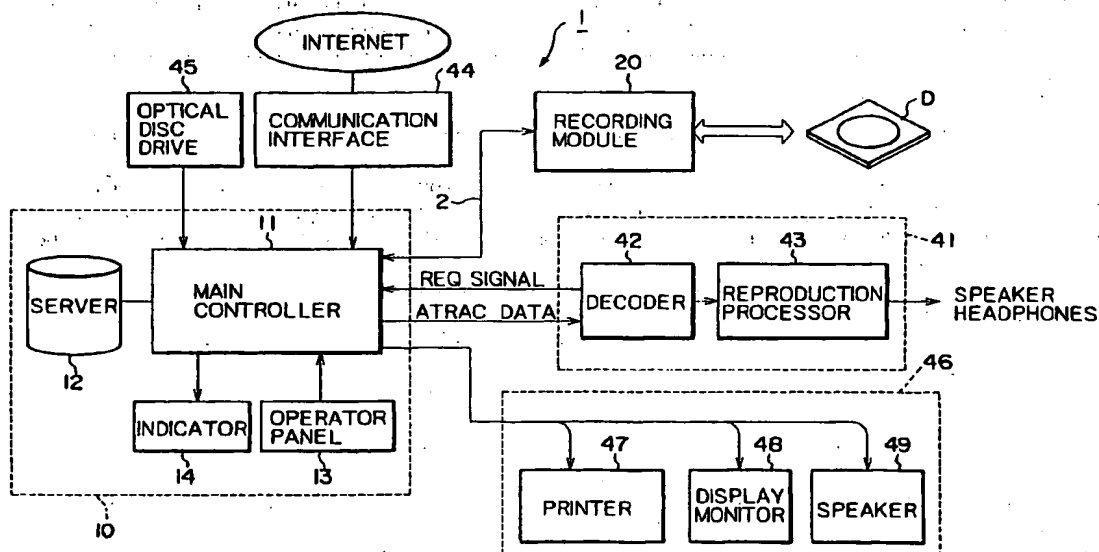 INTERNET
1
45
44
20
D
OPTICAL
DISC
DRIVE
COMMUNICATION
INTERFACE
RECORDING
MODULE
2
11
41
42
43
SERVER
MAIN
CONTROLLER
REQ SIGNAL
ATRAC DATA
DECODER
REPRODUCTION
PROCESSOR
SPEAKER
HEADPHONES
12
46
INDICATOR
OPERATOR
PANEL
14
13
47
48
49
PRINTER
DISPLAY
MONITOR
SPEAKER
10